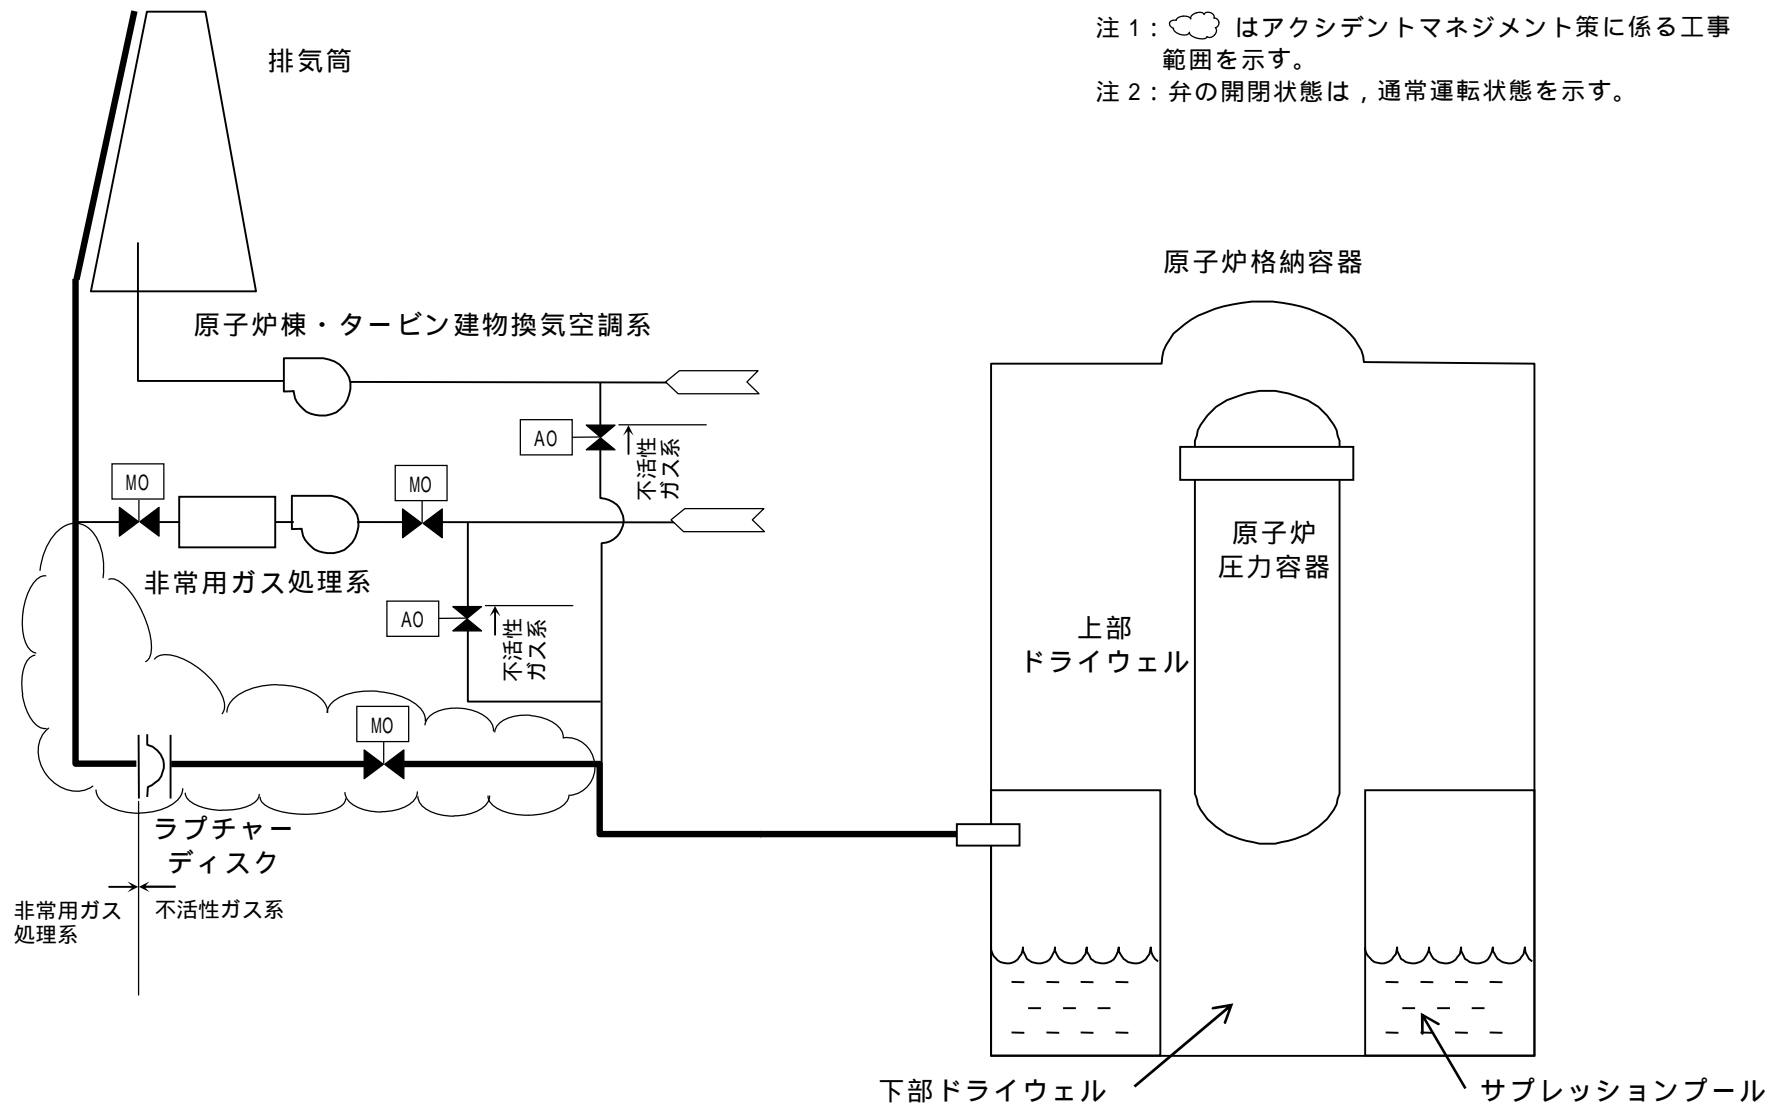 注1： はアクシデントマネジメント策に係る工事
範囲を示す。
注2：弁の開閉状態は，通常運転状態を示す。
排気筒
原子炉格納容器
原子炉棟・タービン建物換気空調系
AO
不活性
ガス系
MO
MO
原子炉
圧力容器
非常用ガス処理系
AO
不活性
ガス系
上部
ドライウェル
MO
ラプチャー
ディスク
非常用ガス
処理系
不活性ガス系
下部ドライウェル
サプレッションプール